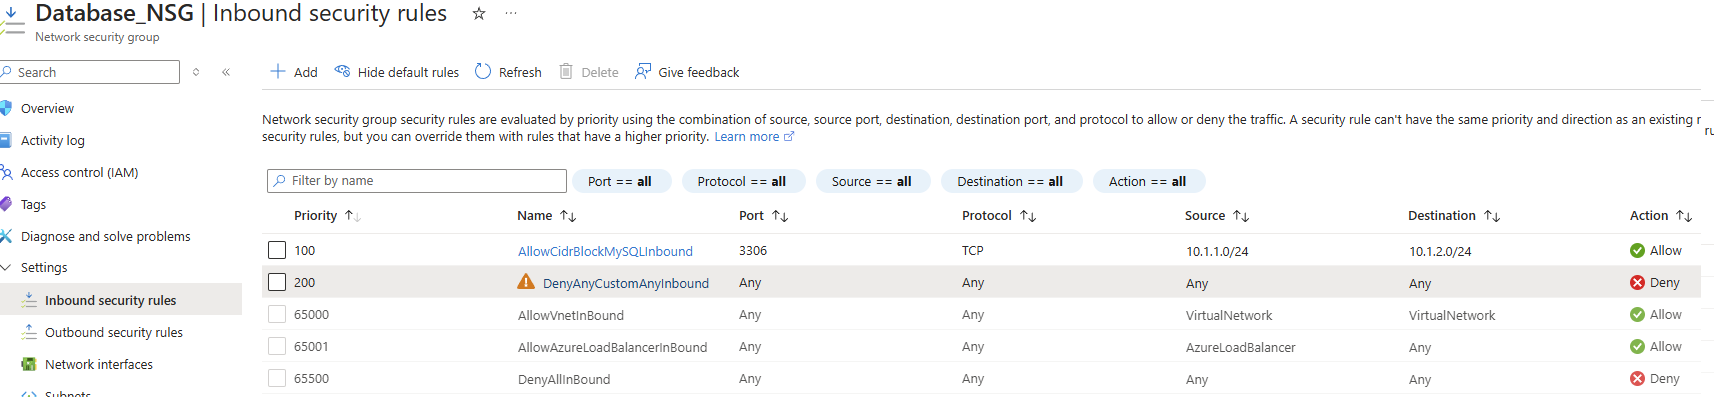 Database_NSG | Inbound security rules
Network security group
Search
Add
Hide default rules
Refresh
Delete
Give feedback
Overview
Activity log
Access control (IAM)
Tags
Diagnose and solve problems
Settings
Inbound security rules
Outbound security rules
Network interfaces
Subnets
Network security group security rules are evaluated by priority using the combination of source, source port, destination, destination port, and protocol to allow or deny the traffic. A security rule can't have the same priority and direction as an existing
security rules, but you can override them with rules that have a higher priority. Learn more
Filter by name
Port == all
Protocol == all
Source == all
Destination == all
Action == all
Priority Name Port Protocol Source Destination Action
100 AllowCidrBlockMySQLInbound 3306 TCP 10.1.1.0/24 10.1.2.0/24 Allow
200 DenyAnyCustomAnyInbound Any Any Any Any Deny
65000 AllowVnetInBound Any Any VirtualNetwork VirtualNetwork Allow
65001 AllowAzureLoadBalancerInBound Any Any AzureLoadBalancer Any Allow
65500 DenyAllInBound Any Any Any Any Deny